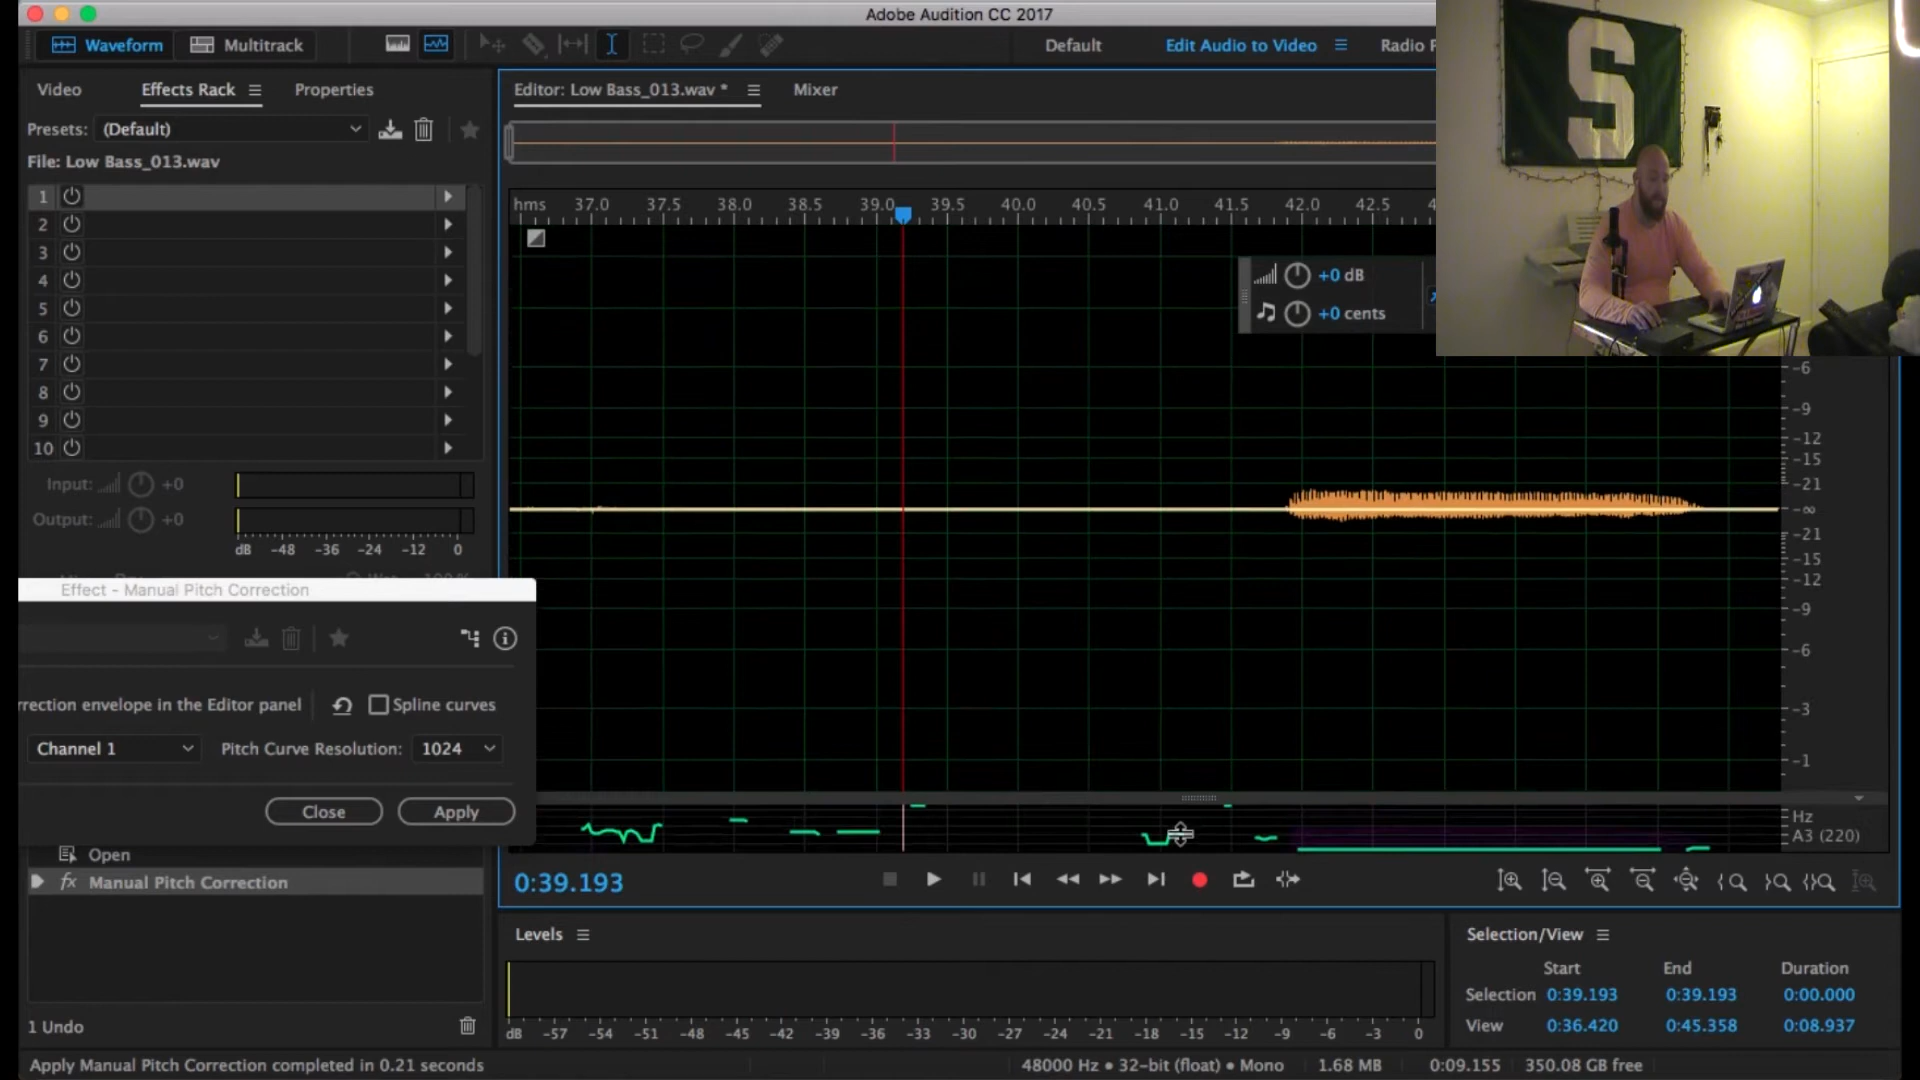 Adobe Audition CC 2017
Waveform
Multitrack
Default
Edit Audio to Video
Radio
Video
Effects Rack
Properties
Editor: Low Bass_013.wav *
Mixer
Presets: (Default)
File: Low Bass_013.wav
S
hms 37.0 37.5 38.0 38.5 39.0 39.5 40.0 40.5 41.0 41.5 42.0 42.5
1
2
3
4
5
6
7
8
9
10
+0 dB
+0 cents
-6
-9
-12
-15
-21
-∞
-21
-15
-12
-9
-6
-3
-1
Input: +0
Output: +0
dB -48 -36 -24 -12 0
Effect - Manual Pitch Correction
rrection envelope in the Editor panel
Spline curves
Channel 1
Pitch Curve Resolution: 1024
Close
Apply
Hz
A3 (220)
Open
fx Manual Pitch Correction
0:39.193
Levels
dB -57 -54 -51 -48 -45 -42 -39 -36 -33 -30 -27 -24 -21 -18 -15 -12 -9 -6 -3 0
Selection/View
Start End Duration
Selection 0:39.193 0:39.193 0:00.000
View 0:36.420 0:45.358 0:08.937
1 Undo
Apply Manual Pitch Correction completed in 0.21 seconds
48000 Hz • 32-bit (float) • Mono
1.68 MB
0:09.155
350.08 GB free